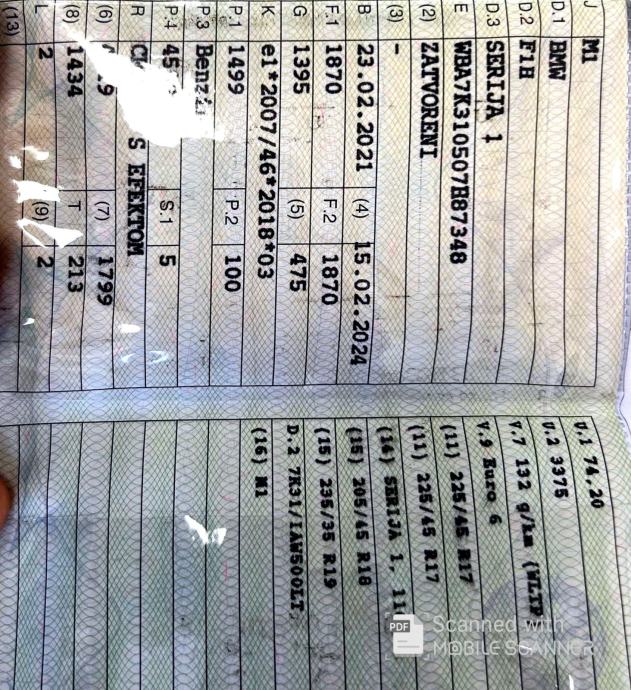 J M1
D.1 BMW
D.2 F1H
D.3 SERIJA 1
E WBA7K310507H87348
(2) ZATVORENI
(3) -
B 23.02.2021 (4) 15.02.2024
F.1 1870 F.2 1870
G 1395 (5) 475
K e1*2007/46*2018*03
P.1 1499 P.2 100
P.3
P.4 S.1 5
R S EFEKTOM
(6) (7) 1799
(8) 1434 T 213
L 2 (9) 2
(13)
U.1 74,20
U.2 3375
V.7 132 g/km (WLTP
V.9 Euro 6
(11) 225/45 R17
(11) 225/45 R17
(14) SERIJA 1,
(15) 205/45 R18
(15) 235/35 R19
D.2 7K31/IAW500LT
(16) M1
PDF Scanned with
MOBILE SCANNER